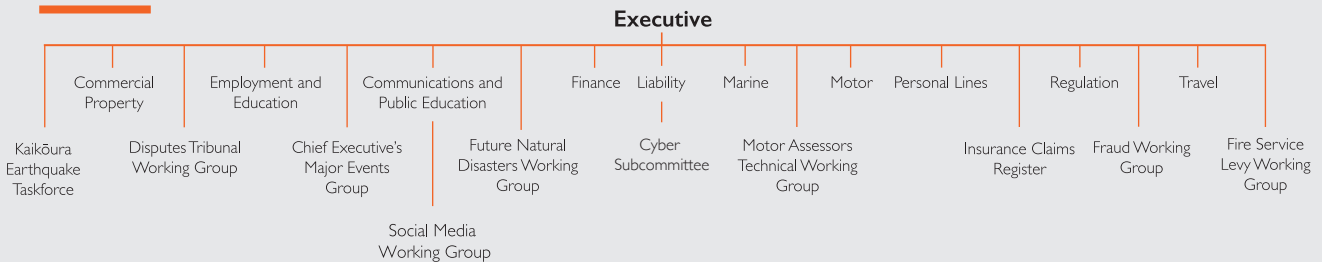 Executive
Commercial
Property
Employment and
Education
Communications and
Public Education
Finance
Liability
Marine
Motor
Personal Lines
Regulation
Travel
Kaikōura
Earthquake
Taskforce
Disputes Tribunal
Working Group
Chief Executive's
Major Events
Group
Future Natural
Disasters Working
Group
Cyber
Subcommittee
Motor Assessors
Technical Working
Group
Insurance Claims
Register
Fraud Working
Group
Fire Service
Levy Working
Group
Social Media
Working Group